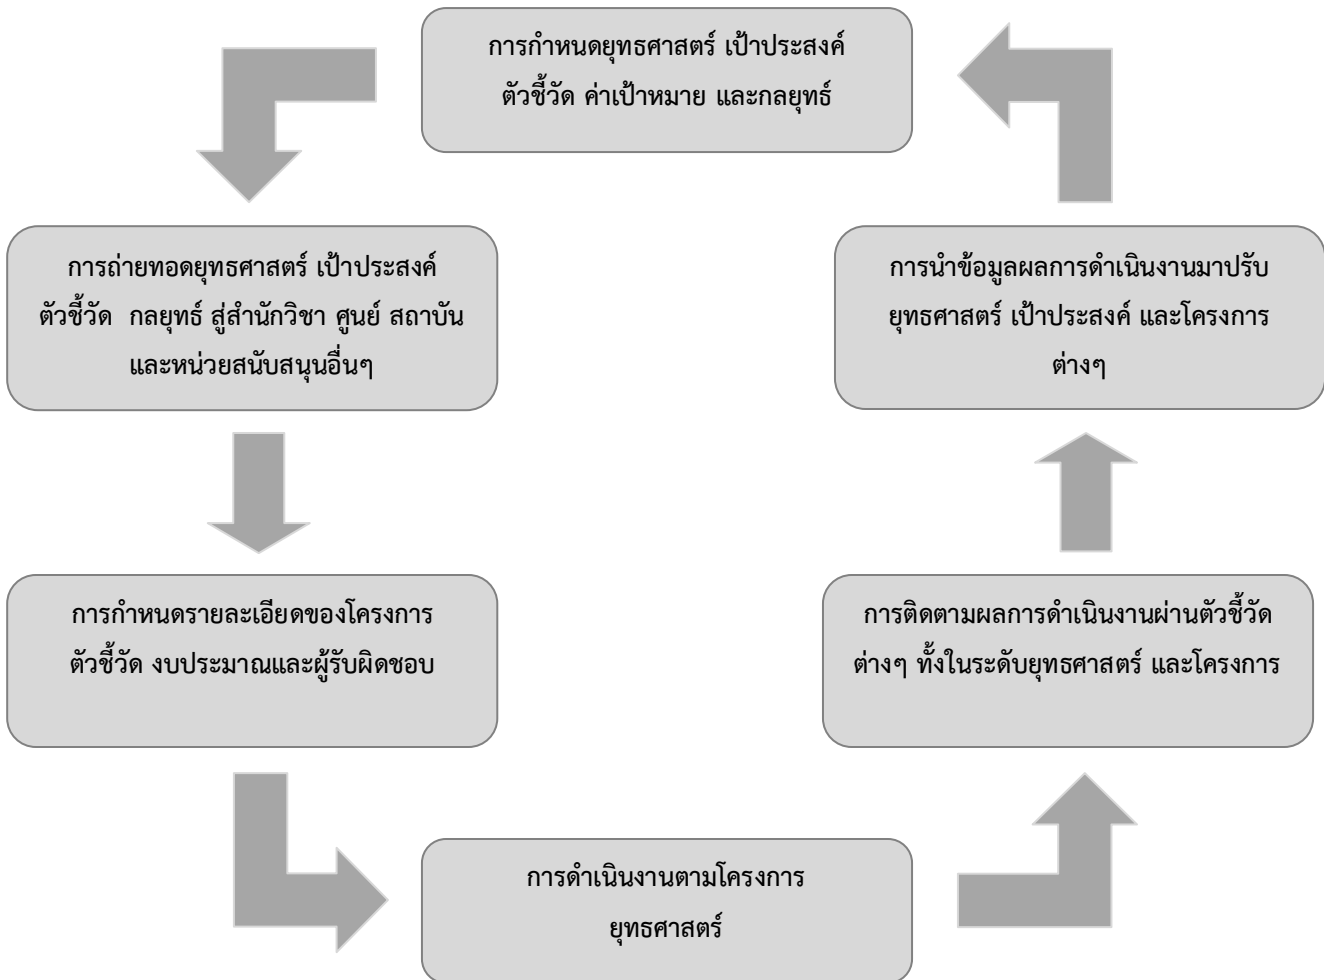 การกำหนดยุทธศาสตร์ เป้าประสงค์
ตัวชี้วัด ค่าเป้าหมาย และกลยุทธ์
การถ่ายทอดยุทธศาสตร์ เป้าประสงค์
ตัวชี้วัด กลยุทธ์ สู่สำนักวิชา ศูนย์ สถาบัน
และหน่วยสนับสนุนอื่นๆ
การนำข้อมูลผลการดำเนินงานมาปรับ
ยุทธศาสตร์ เป้าประสงค์ และโครงการ
ต่างๆ
การกำหนดรายละเอียดของโครงการ
ตัวชี้วัด งบประมาณและผู้รับผิดชอบ
การติดตามผลการดำเนินงานผ่านตัวชี้วัด
ต่างๆ ทั้งในระดับยุทธศาสตร์ และโครงการ
การดำเนินงานตามโครงการ
ยุทธศาสตร์